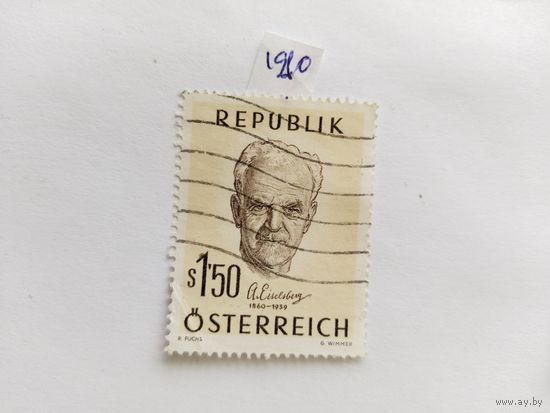 1960
REPUBLIK
S 1'50
A. Eiselsberg
1860-1939
ÖSTERREICH
R. FUCHS G. WIMMER
www.ay.by